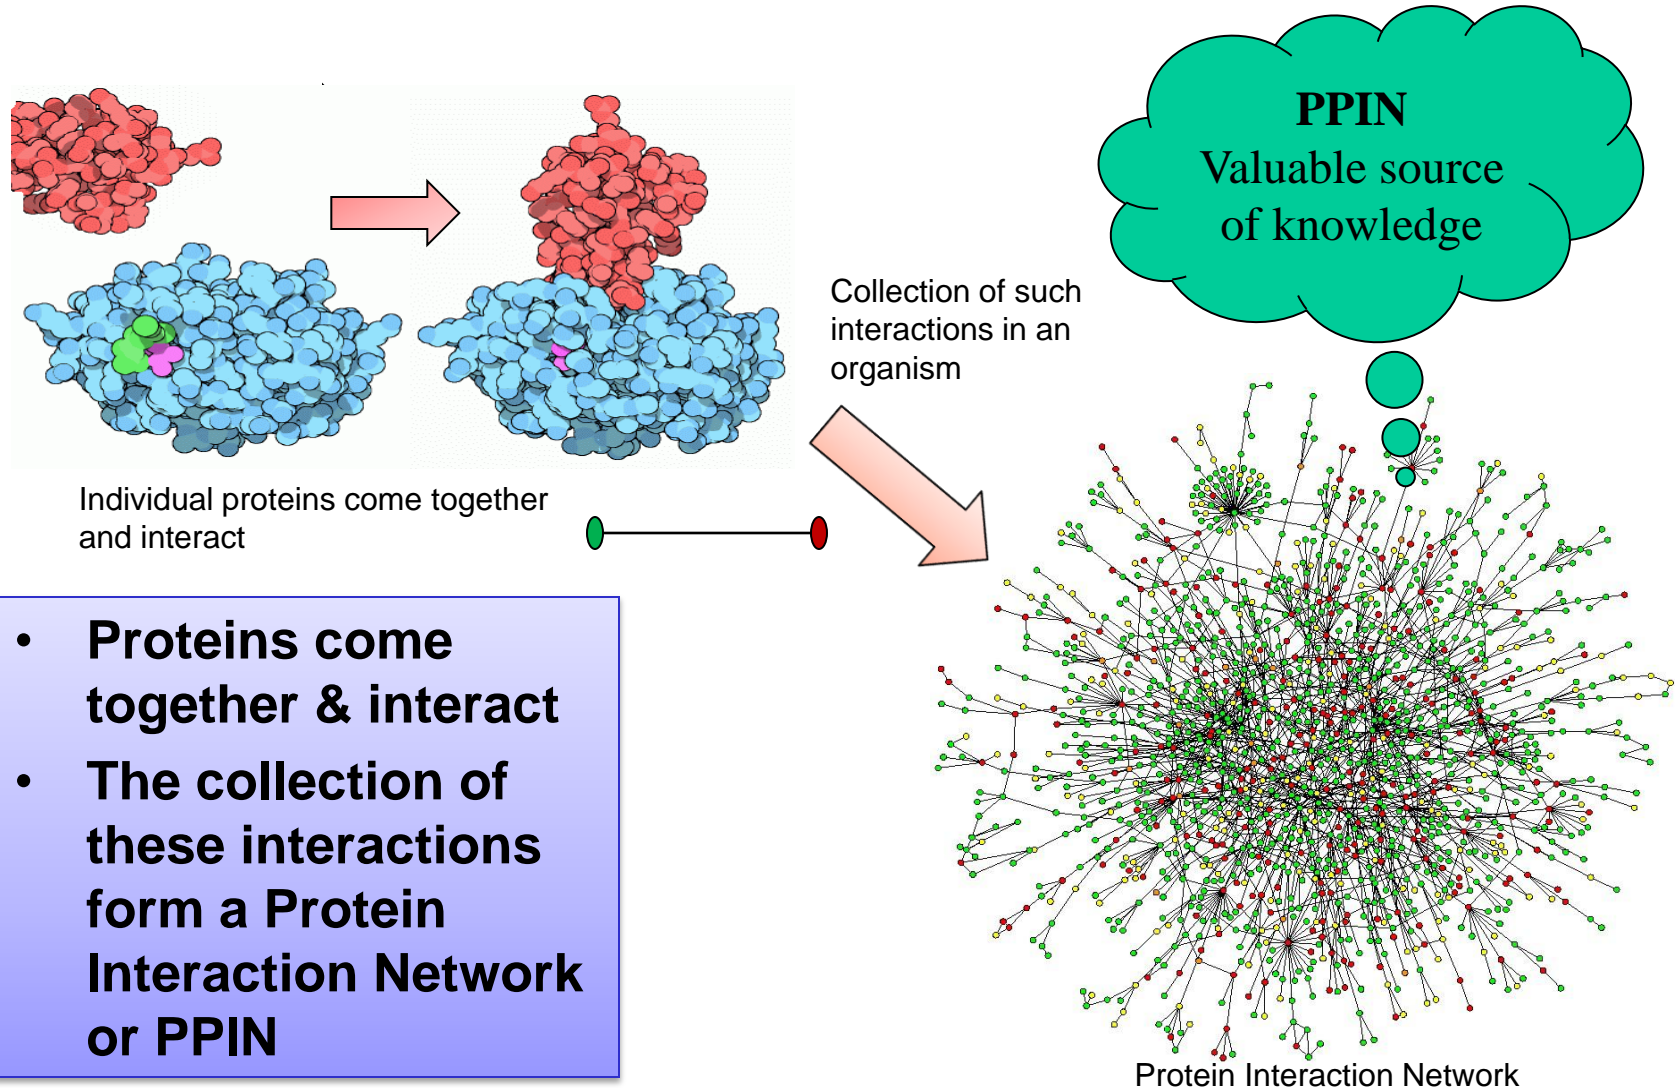 PPIN
Valuable source
of knowledge
Collection of such
interactions in an
organism
Individual proteins come together
and interact
• Proteins come
together & interact
• The collection of
these interactions
form a Protein
Interaction Network
or PPIN
Protein Interaction Network